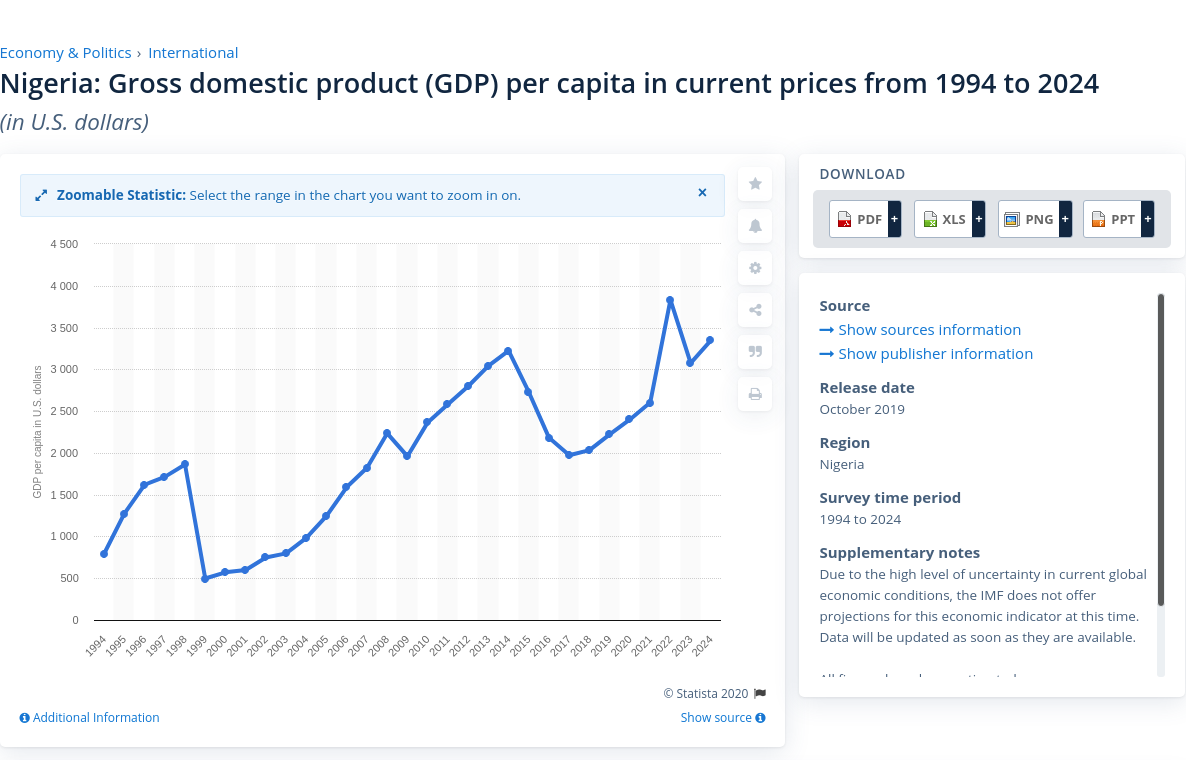 Economy & Politics › International
Nigeria: Gross domestic product (GDP) per capita in current prices from 1994 to 2024
(in U.S. dollars)
Zoomable Statistic: Select the range in the chart you want to zoom in on.
×
4 500
4 000
3 500
3 000
2 500
2 000
1 500
1 000
500
0
GDP per capita in U.S. dollars
1994
1995
1996
1997
1998
1999
2000
2001
2002
2003
2004
2005
2006
2007
2008
2009
2010
2011
2012
2013
2014
2015
2016
2017
2018
2019
2020
2021
2022
2023
2024
© Statista 2020
Additional Information
Show source
DOWNLOAD
PDF + XLS + PNG + PPT +
Source
Show sources information
Show publisher information
Release date
October 2019
Region
Nigeria
Survey time period
1994 to 2024
Supplementary notes
Due to the high level of uncertainty in current global
economic conditions, the IMF does not offer
projections for this economic indicator at this time.
Data will be updated as soon as they are available.